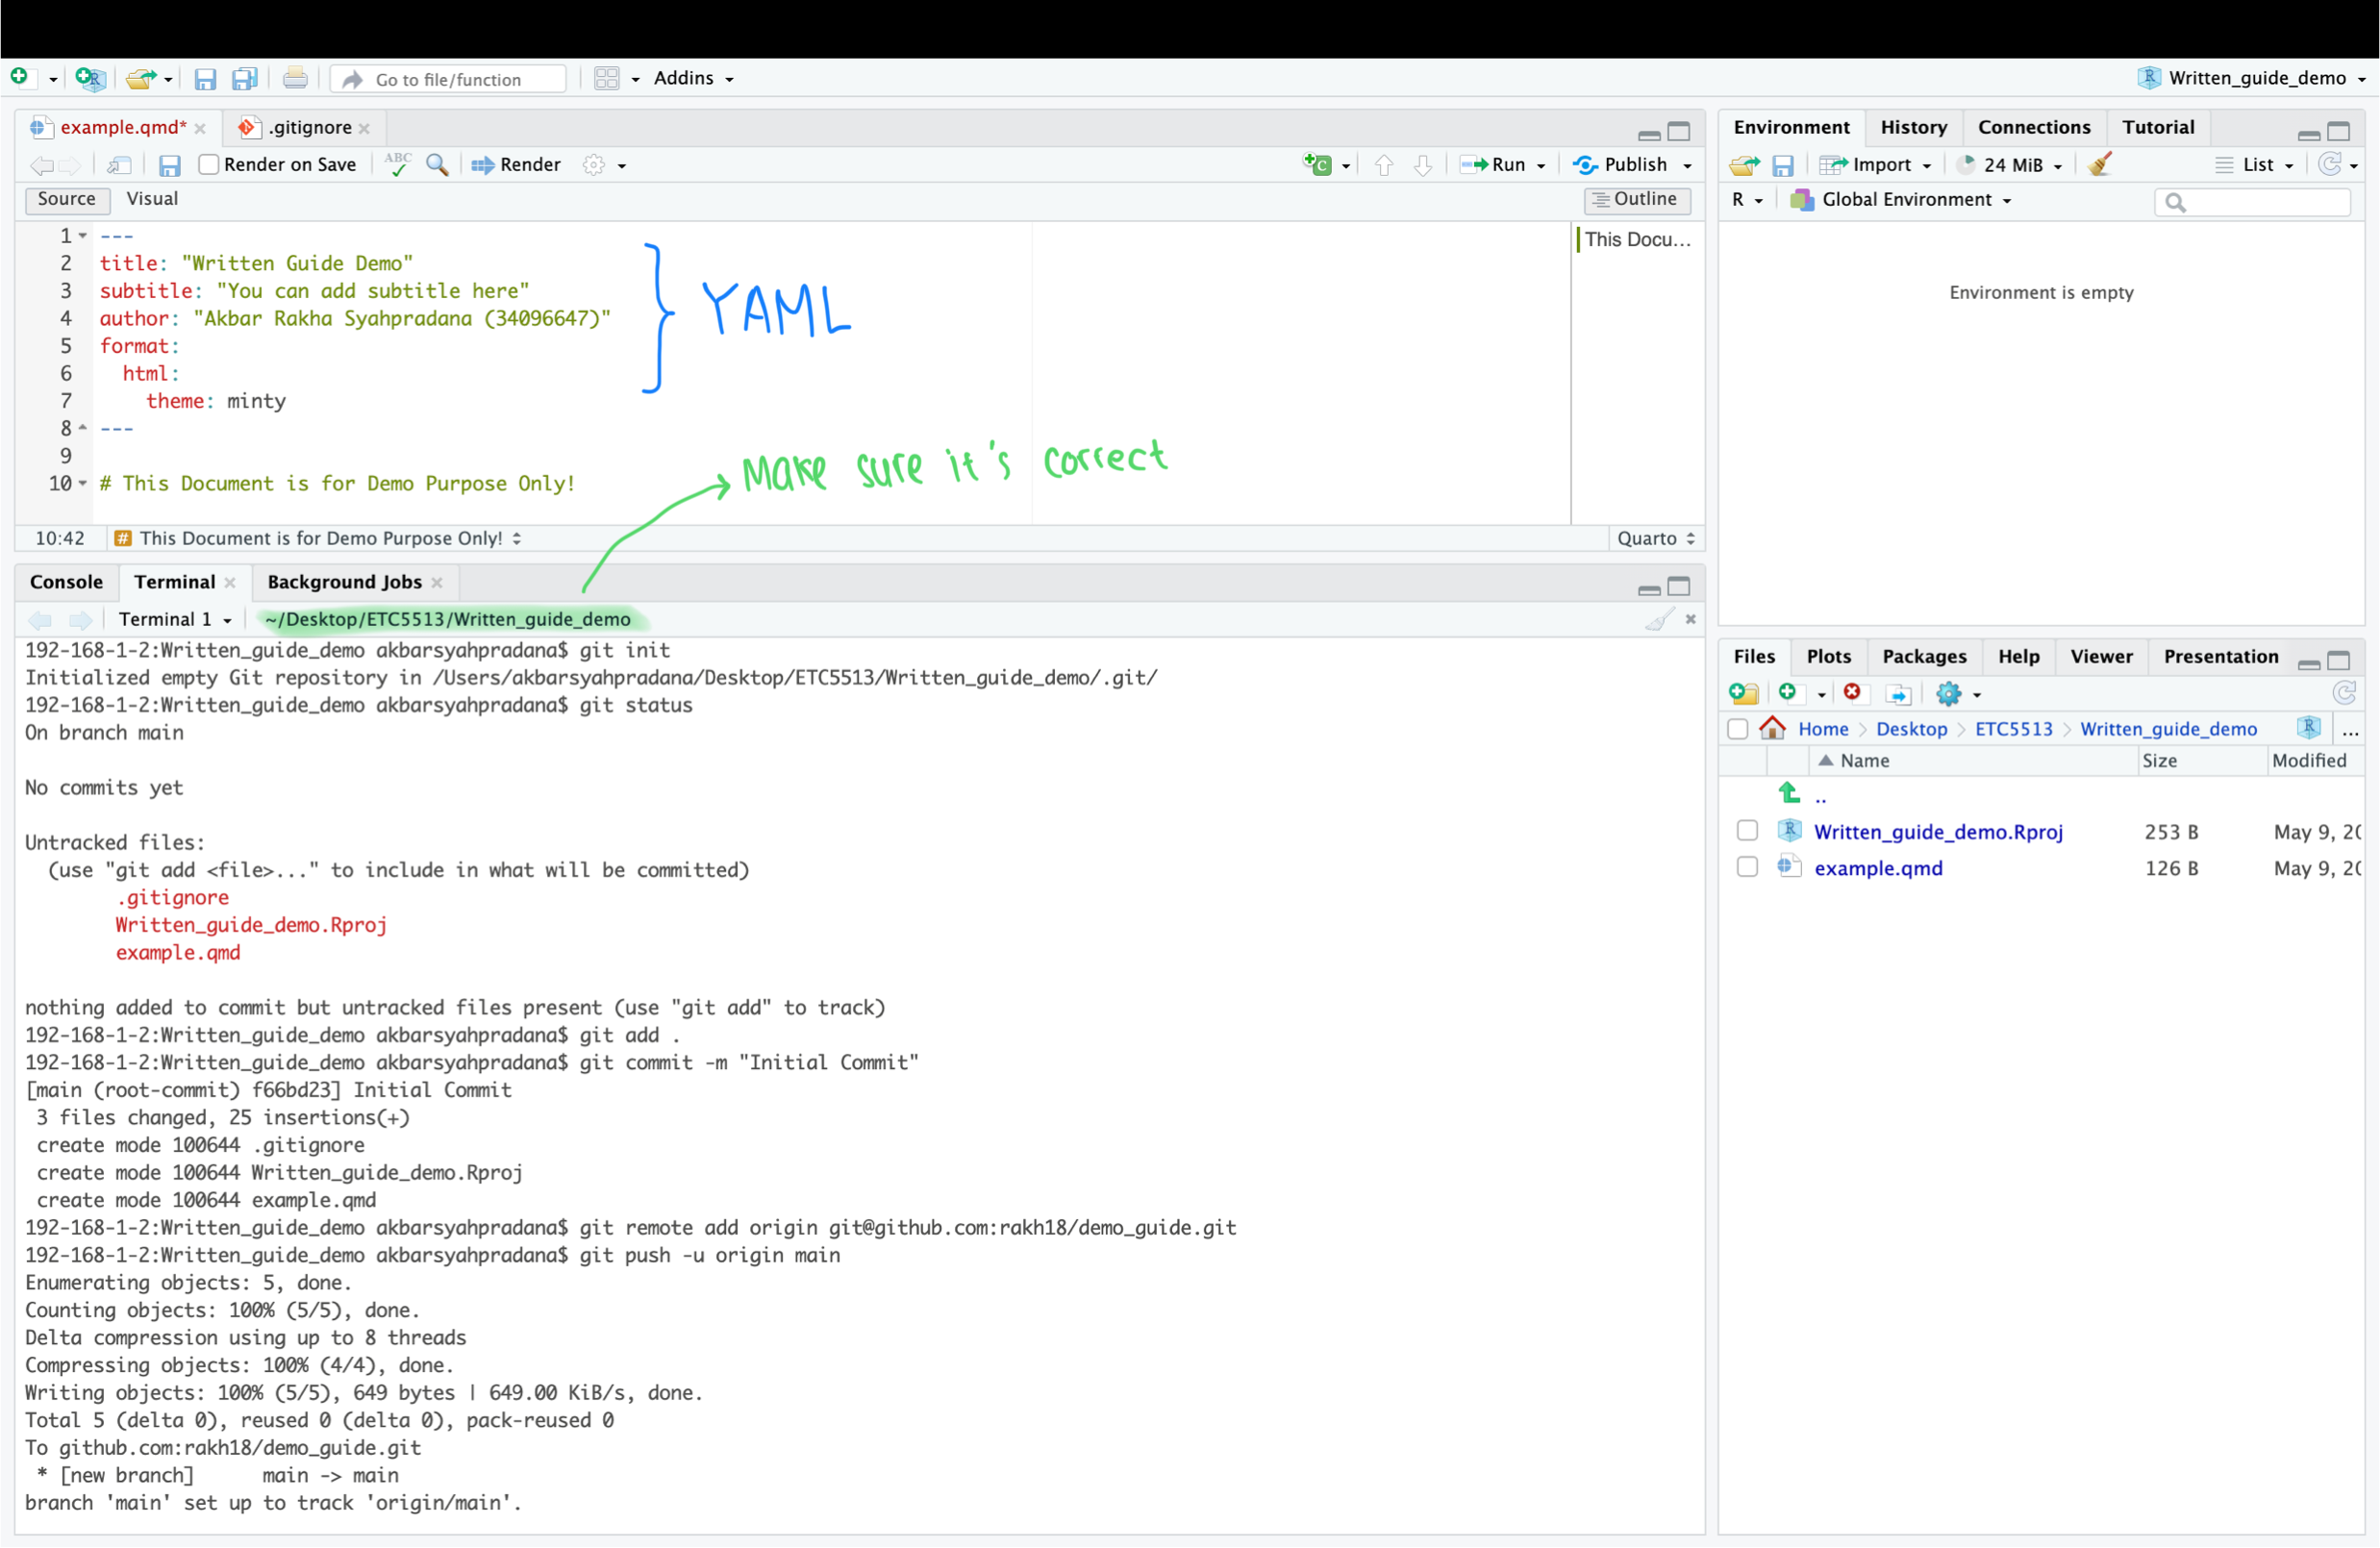 Go to file/function
Addins
Written_guide_demo
example.qmd*
.gitignore
Render on Save
ABC
Render
Run
Publish
Source
Visual
Outline
1 ---
2 title: "Written Guide Demo"
3 subtitle: "You can add subtitle here"
4 author: "Akbar Rakha Syahpradana (34096647)"
5 format:
6 html:
7 theme: minty
8 ---
9
10 # This Document is for Demo Purpose Only!
YAML
Make sure it's correct
This Docu...
10:42
# This Document is for Demo Purpose Only!
Quarto
Console
Terminal
Background Jobs
Terminal 1
~/Desktop/ETC5513/Written_guide_demo
192-168-1-2:Written_guide_demo akbarsyahpradana$ git init
Initialized empty Git repository in /Users/akbarsyahpradana/Desktop/ETC5513/Written_guide_demo/.git/
192-168-1-2:Written_guide_demo akbarsyahpradana$ git status
On branch main
No commits yet
Untracked files:
(use "git add <file>..." to include in what will be committed)
.gitignore
Written_guide_demo.Rproj
example.qmd
nothing added to commit but untracked files present (use "git add" to track)
192-168-1-2:Written_guide_demo akbarsyahpradana$ git add .
192-168-1-2:Written_guide_demo akbarsyahpradana$ git commit -m "Initial Commit"
[main (root-commit) f66bd23] Initial Commit
3 files changed, 25 insertions(+)
create mode 100644 .gitignore
create mode 100644 Written_guide_demo.Rproj
create mode 100644 example.qmd
192-168-1-2:Written_guide_demo akbarsyahpradana$ git remote add origin git@github.com:rakh18/demo_guide.git
192-168-1-2:Written_guide_demo akbarsyahpradana$ git push -u origin main
Enumerating objects: 5, done.
Counting objects: 100% (5/5), done.
Delta compression using up to 8 threads
Compressing objects: 100% (4/4), done.
Writing objects: 100% (5/5), 649 bytes | 649.00 KiB/s, done.
Total 5 (delta 0), reused 0 (delta 0), pack-reused 0
To github.com:rakh18/demo_guide.git
* [new branch] main -> main
branch 'main' set up to track 'origin/main'.
Environment
History
Connections
Tutorial
Import
24 MiB
List
R
Global Environment
Environment is empty
Files
Plots
Packages
Help
Viewer
Presentation
Home
Desktop
ETC5513
Written_guide_demo
...
Name
Size
Modified
..
Written_guide_demo.Rproj
253 B
May 9, 20
example.qmd
126 B
May 9, 20